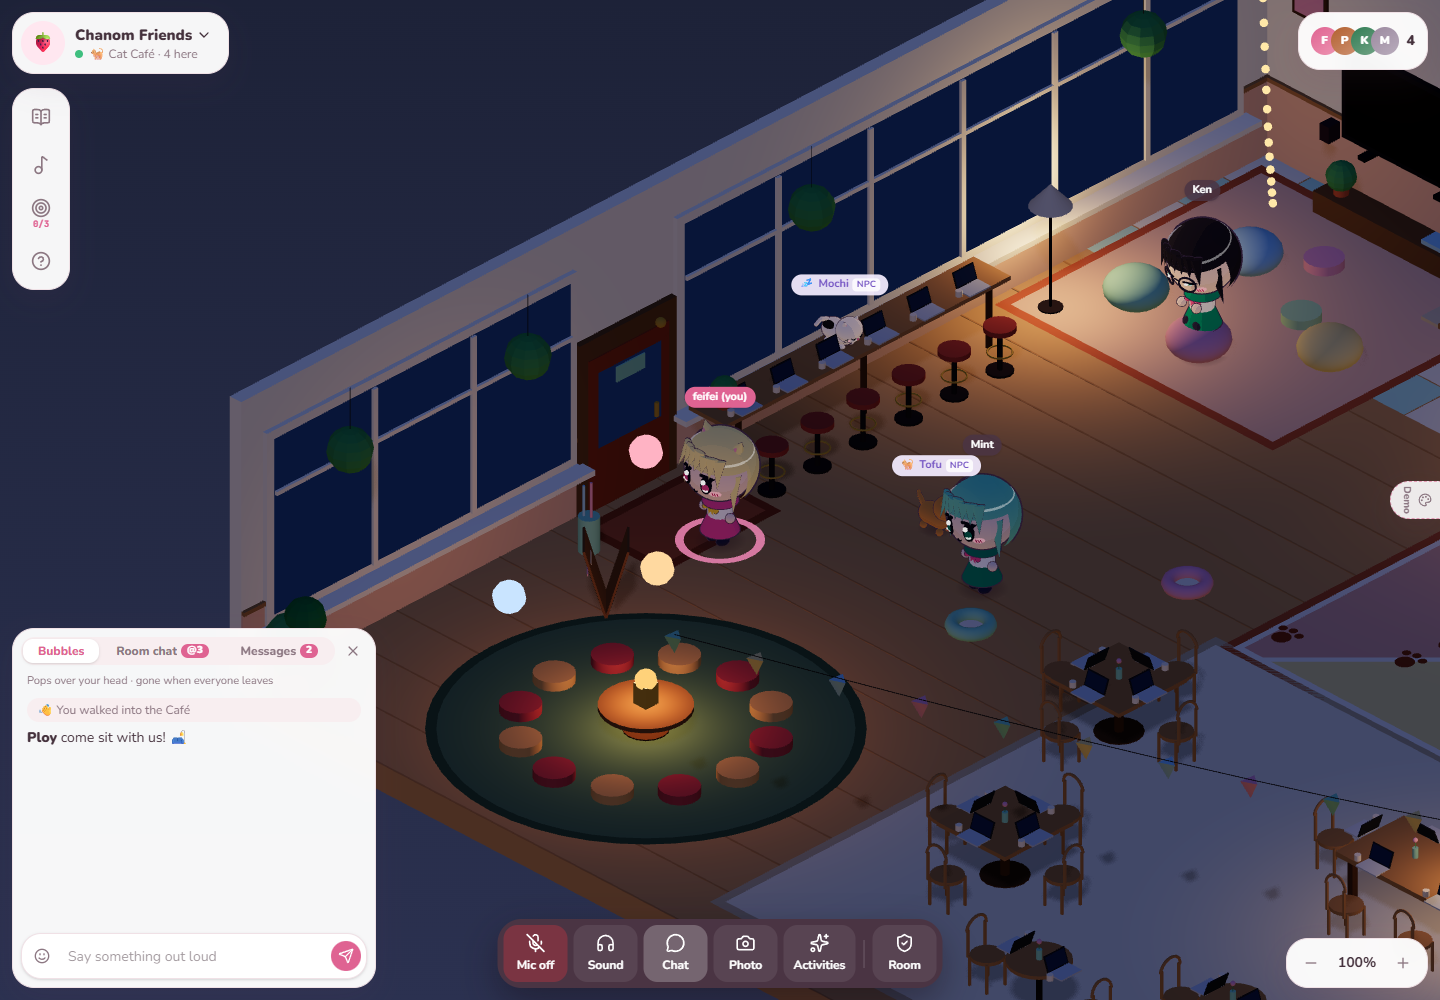 Chanom Friends
Cat Café · 4 here
F P K M 4
0/3
Ken
Mochi NPC
feifei (you)
Mint
Tofu NPC
Demo
Bubbles Room chat @3 Messages 2
Pops over your head · gone when everyone leaves
You walked into the Café
Ploy come sit with us!
Say something out loud
Mic off Sound Chat Photo Activities Room
100%